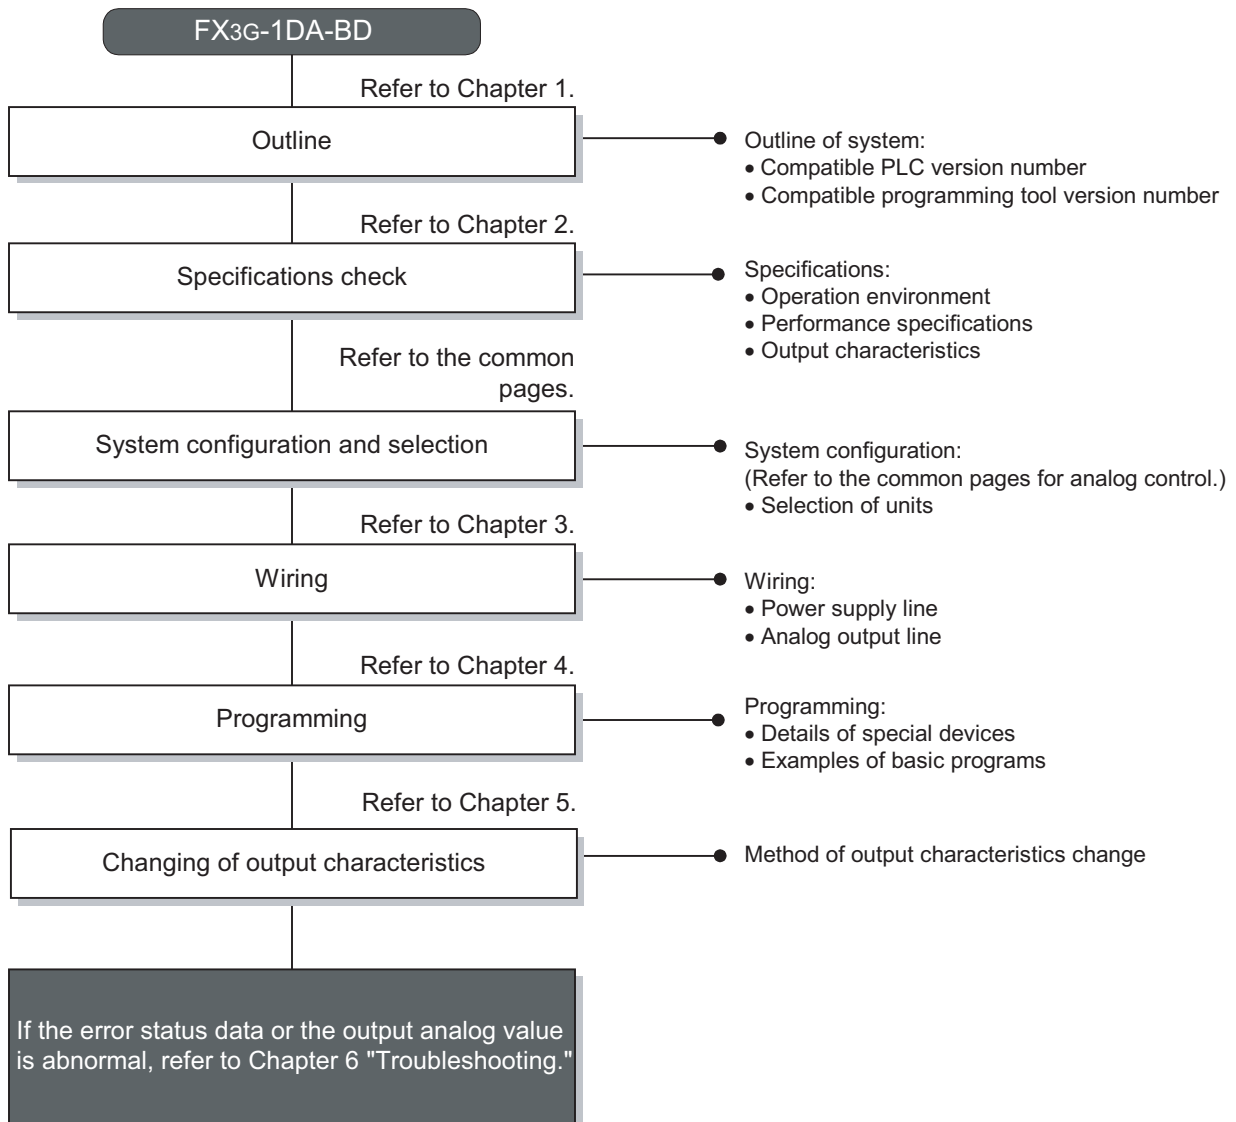 FX3G-1DA-BD
Refer to Chapter 1.
Outline
Outline of system:
• Compatible PLC version number
• Compatible programming tool version number
Refer to Chapter 2.
Specifications check
Specifications:
• Operation environment
• Performance specifications
• Output characteristics
Refer to the common
pages.
System configuration and selection
System configuration:
(Refer to the common pages for analog control.)
• Selection of units
Refer to Chapter 3.
Wiring
Wiring:
• Power supply line
• Analog output line
Refer to Chapter 4.
Programming
Programming:
• Details of special devices
• Examples of basic programs
Refer to Chapter 5.
Changing of output characteristics
Method of output characteristics change
If the error status data or the output analog value
is abnormal, refer to Chapter 6 "Troubleshooting."